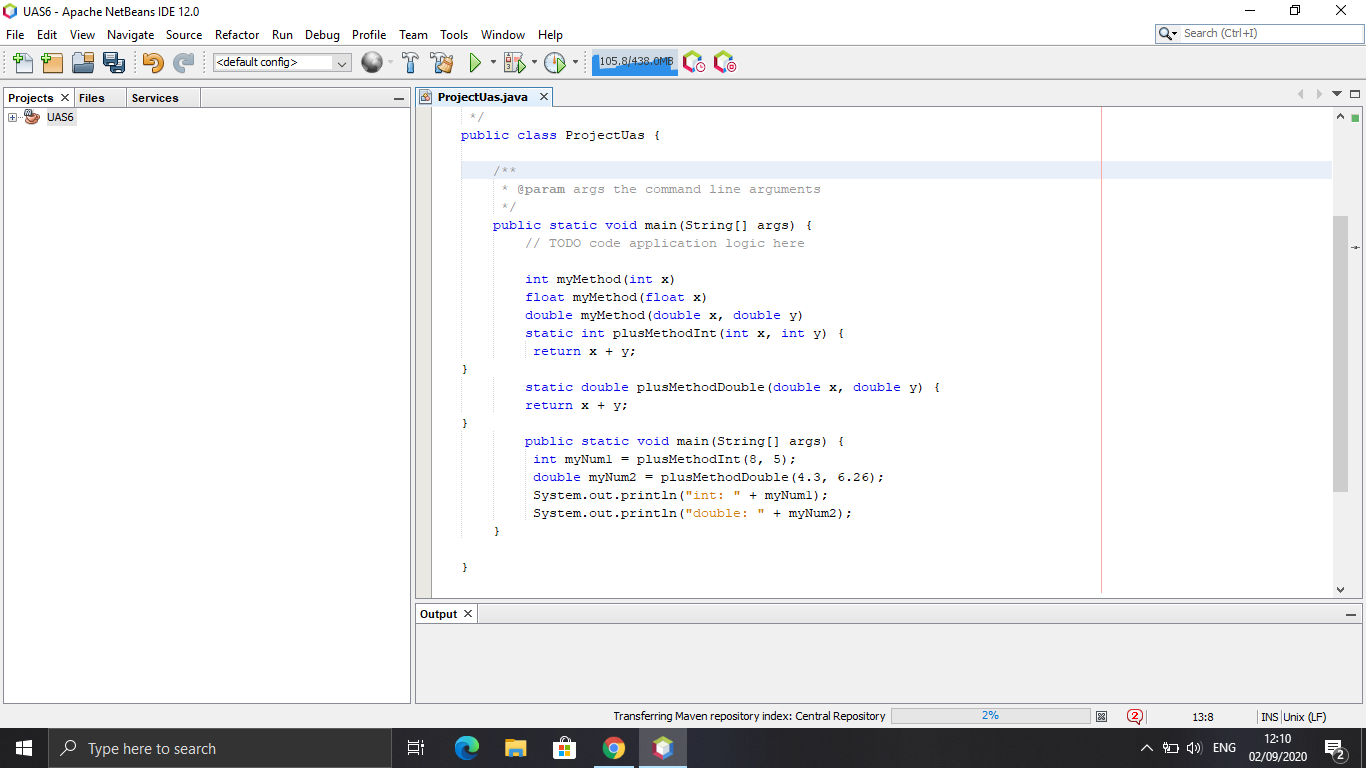 UAS6 - Apache NetBeans IDE 12.0
File Edit View Navigate Source Refactor Run Debug Profile Team Tools Window Help
Search (Ctrl+I)
<default config>
105.8/438.0MB
Projects Files Services
ProjectUas.java
UAS6
*/
public class ProjectUas {
/**
* @param args the command line arguments
*/
public static void main(String[] args) {
// TODO code application logic here
int myMethod(int x)
float myMethod(float x)
double myMethod(double x, double y)
static int plusMethodInt(int x, int y) {
return x + y;
}
static double plusMethodDouble(double x, double y) {
return x + y;
}
public static void main(String[] args) {
int myNum1 = plusMethodInt(8, 5);
double myNum2 = plusMethodDouble(4.3, 6.26);
System.out.println("int: " + myNum1);
System.out.println("double: " + myNum2);
}
}
Output
Transferring Maven repository index: Central Repository 2% 2 13:8 INS Unix (LF)
Type here to search
ENG
12:10
02/09/2020
2